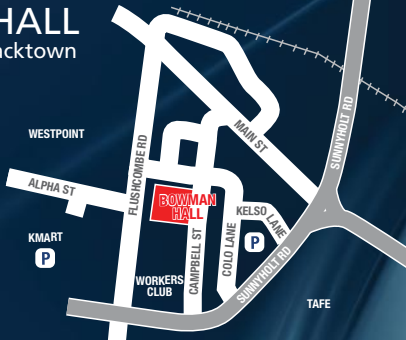 HALL
cktown
WESTPOINT
FLUSHCOMBE RD
MAIN ST
SUNNYHOLT RD
ALPHA ST
BOWMAN
HALL
KELSO
LANE
KMART
P
P
CAMPBELL ST
COLO LANE
SUNNYHOLT RD
WORKERS
CLUB
TAFE